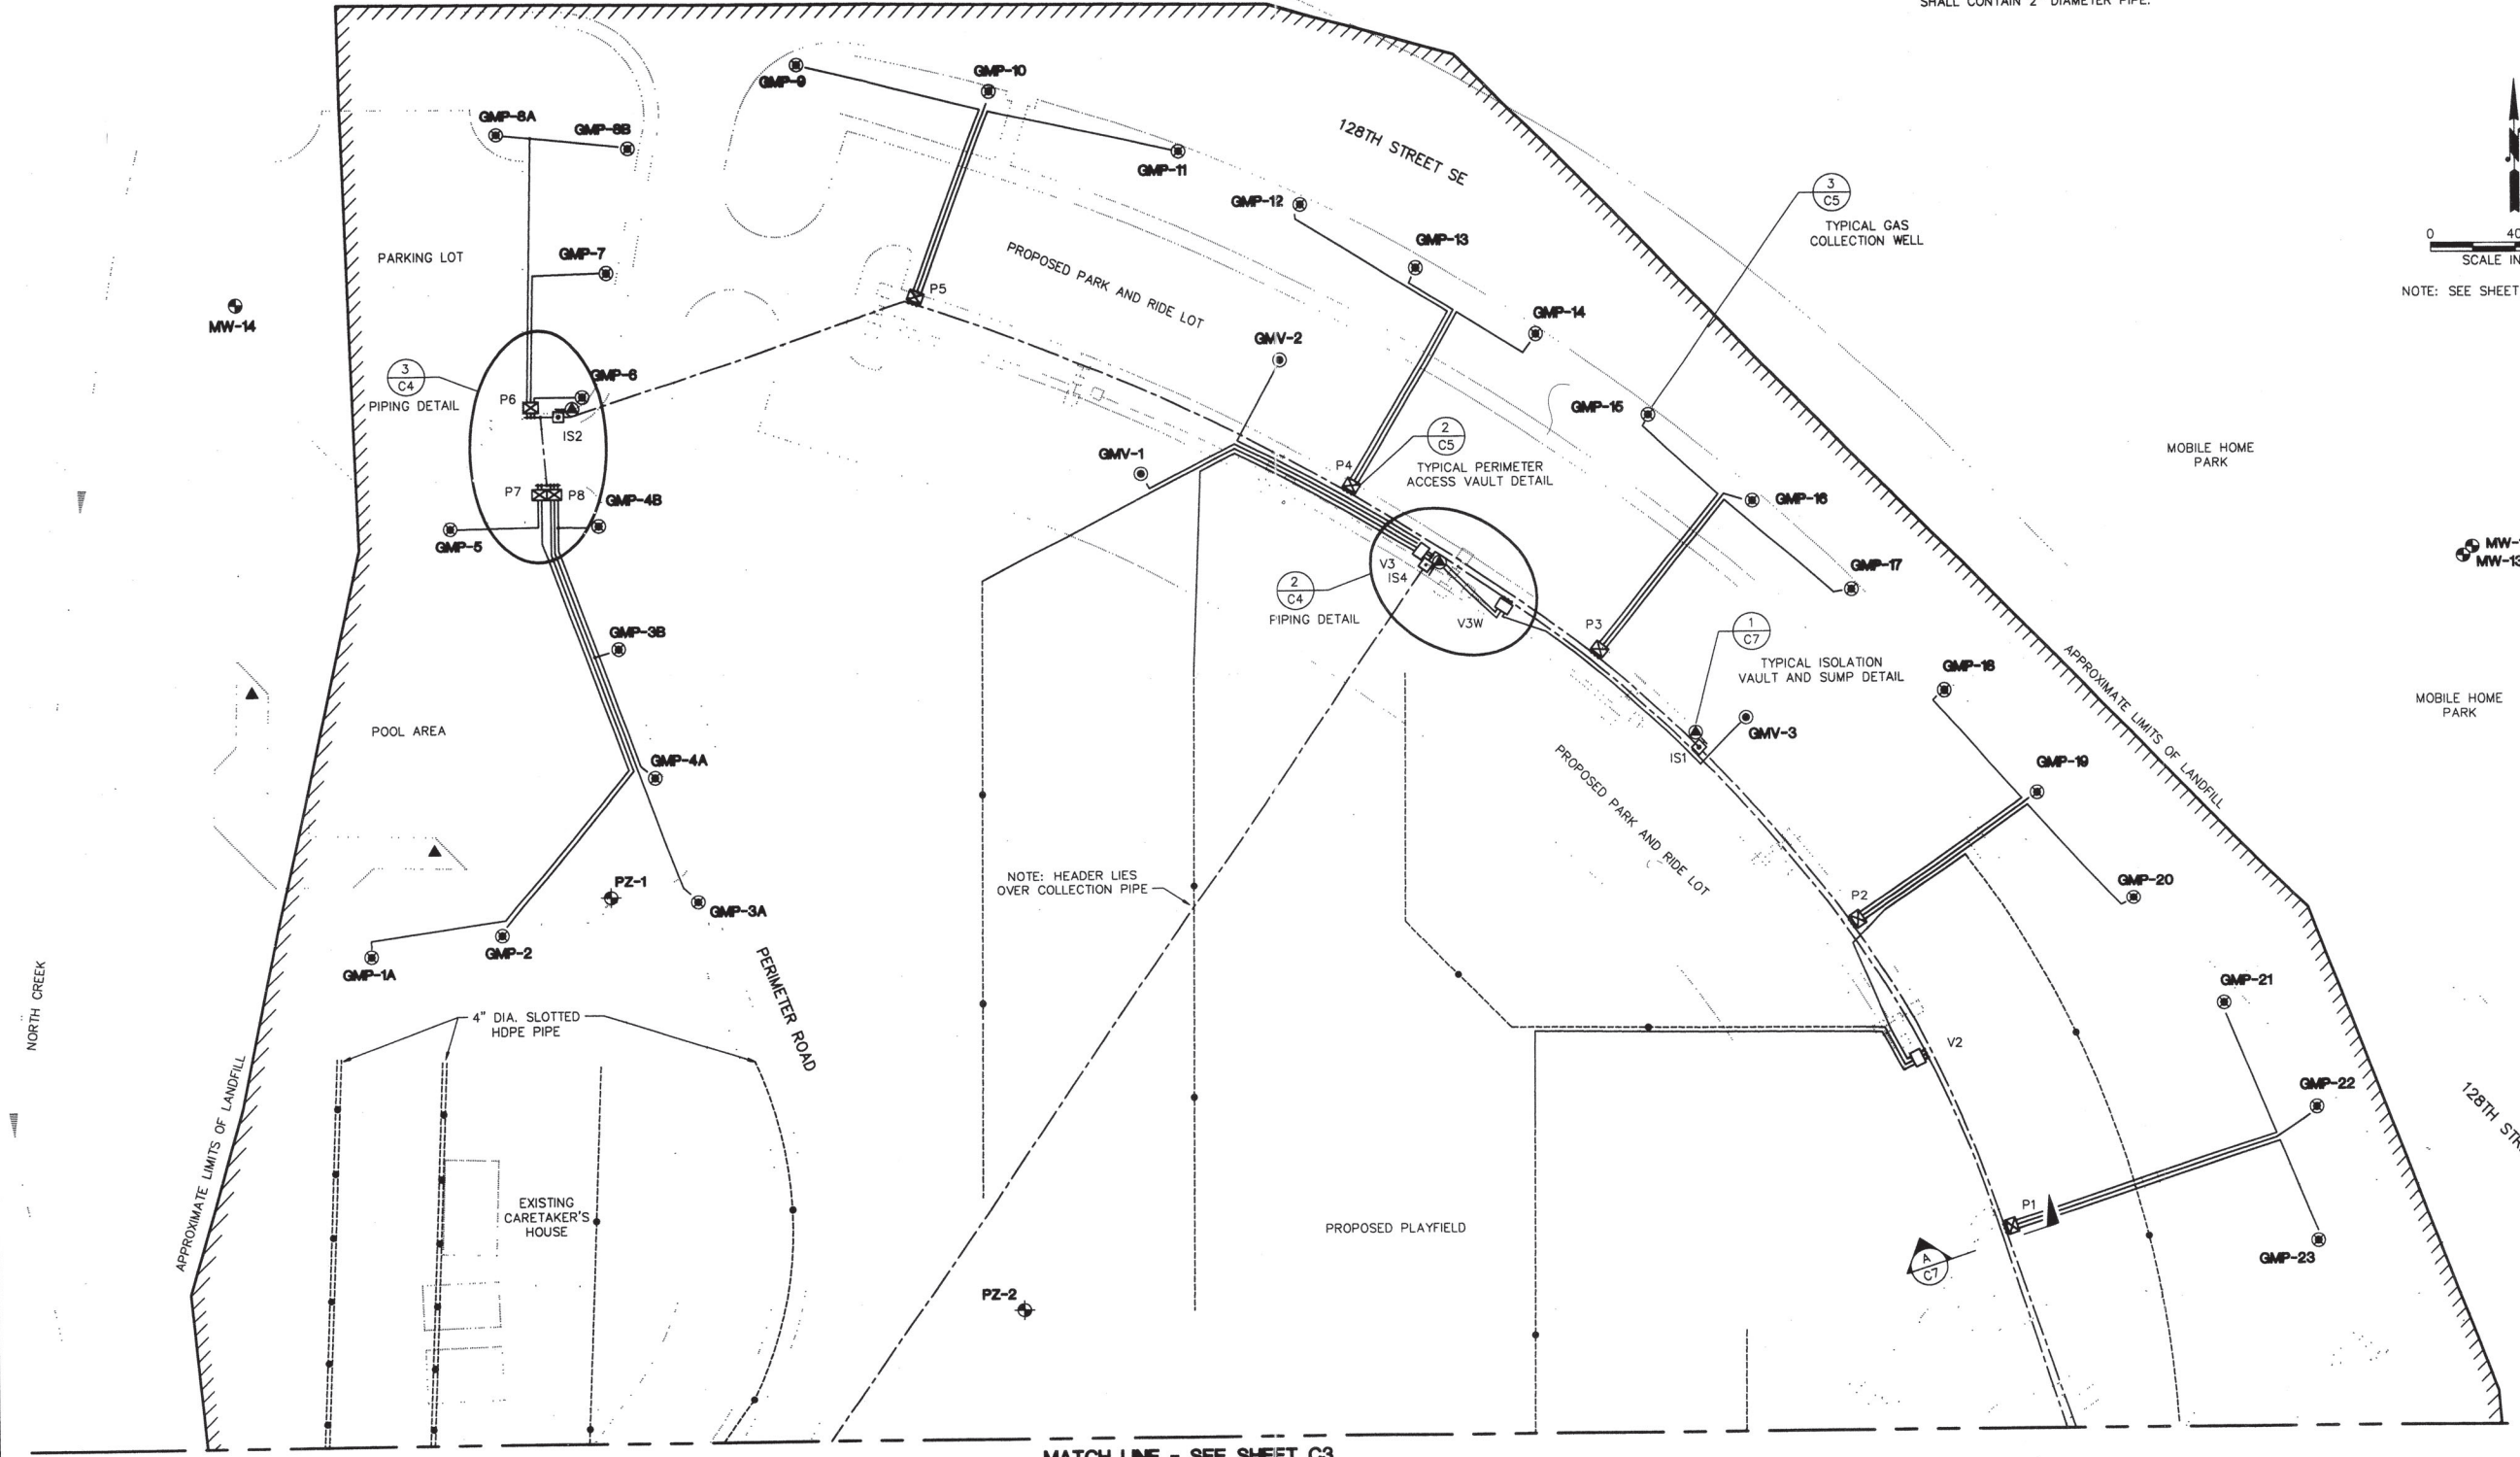 SHALL CONTAIN 2" DIAMETER PIPE.
GMP-9
GMP-10
GMP-8A
GMP-8B
GMP-11
128TH STREET SE
GMP-12
3
C5
TYPICAL GAS
COLLECTION WELL
N
0
SCALE IN
NOTE: SEE SHEET
PARKING LOT
GMP-7
GMP-13
P5
PROPOSED PARK AND RIDE LOT
GMP-14
MW-14
GMV-2
3
C4
PIPING DETAIL
P6
GMP-6
IS2
GMP-15
2
C5
TYPICAL PERIMETER
ACCESS VAULT DETAIL
MOBILE HOME
PARK
GMV-1
P4
P7
P8
GMP-4B
GMP-16
GMP-5
V3
IS4
2
C4
PIPING DETAIL
V3W
GMP-17
MW-13
P3
1
C7
TYPICAL ISOLATION
VAULT AND SUMP DETAIL
GMP-3B
GMP-18
APPROXIMATE LIMITS OF LANDFILL
MOBILE HOME
PARK
POOL AREA
GMV-3
IS1
GMP-4A
GMP-19
PROPOSED PARK AND RIDE LOT
NOTE: HEADER LIES
OVER COLLECTION PIPE
PZ-1
GMP-3A
GMP-20
P2
GMP-2
GMP-1A
PERIMETER ROAD
GMP-21
NORTH CREEK
4" DIA. SLOTTED
HDPE PIPE
V2
GMP-22
128TH
APPROXIMATE LIMITS OF LANDFILL
EXISTING
CARETAKER'S
HOUSE
PROPOSED PLAYFIELD
P1
A
C7
GMP-23
PZ-2
MATCH LINE - SEE SHEET C3